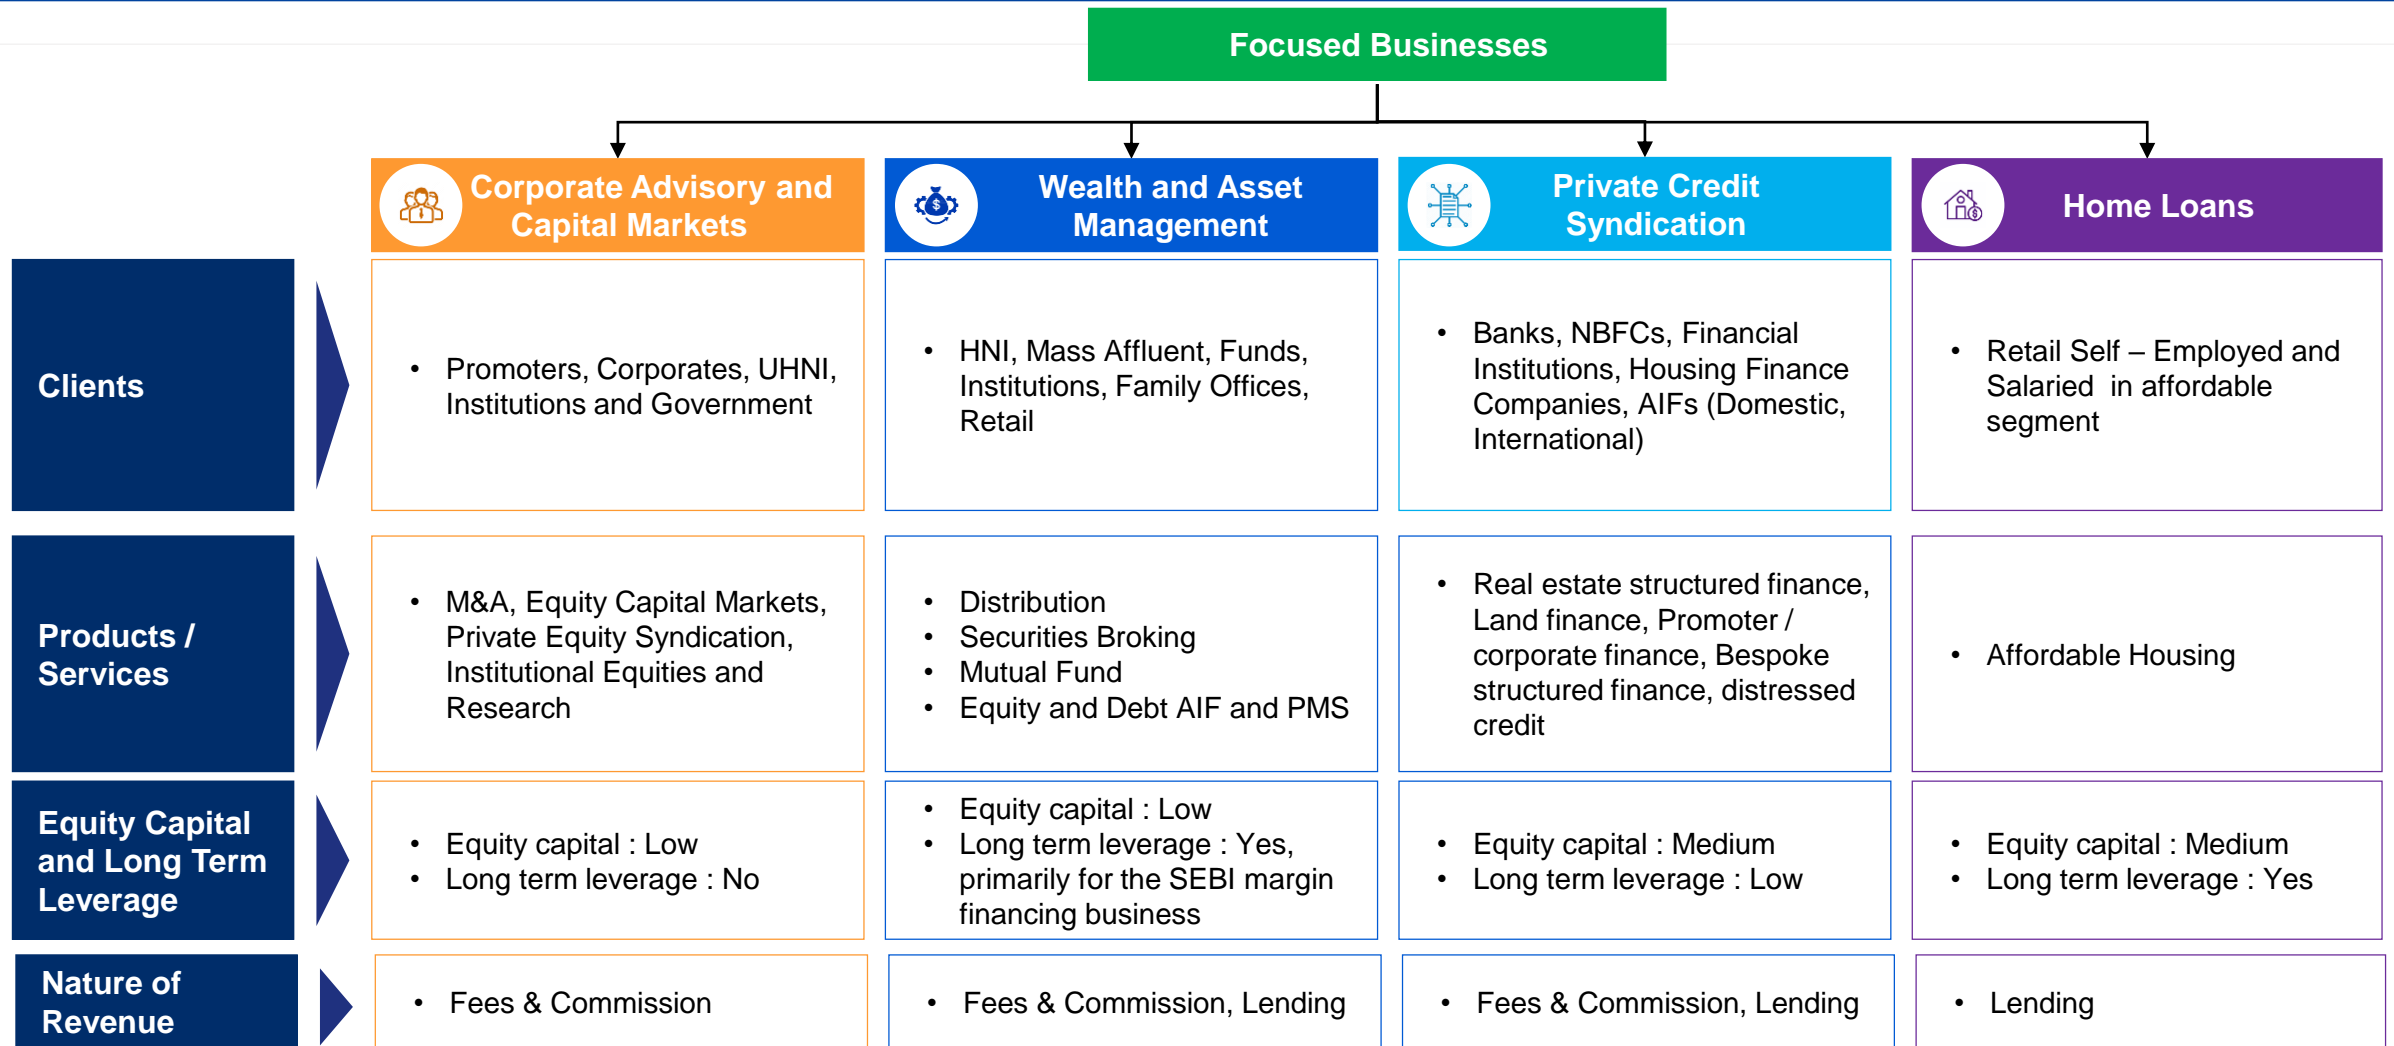 Focused Businesses
Corporate Advisory and
Capital Markets
Wealth and Asset
Management
Private Credit
Syndication
Home Loans
Clients
• Promoters, Corporates, UHNI,
Institutions and Government
• HNI, Mass Affluent, Funds,
Institutions, Family Offices,
Retail
• Banks, NBFCs, Financial
Institutions, Housing Finance
Companies, AIFs (Domestic,
International)
• Retail Self – Employed and
Salaried in affordable
segment
Products /
Services
• M&A, Equity Capital Markets,
Private Equity Syndication,
Institutional Equities and
Research
• Distribution
• Securities Broking
• Mutual Fund
• Equity and Debt AIF and PMS
• Real estate structured finance,
Land finance, Promoter /
corporate finance, Bespoke
structured finance, distressed
credit
• Affordable Housing
Equity Capital
and Long Term
Leverage
• Equity capital : Low
• Long term leverage : No
• Equity capital : Low
• Long term leverage : Yes,
primarily for the SEBI margin
financing business
• Equity capital : Medium
• Long term leverage : Low
• Equity capital : Medium
• Long term leverage : Yes
Nature of
Revenue
• Fees & Commission
• Fees & Commission, Lending
• Fees & Commission, Lending
• Lending